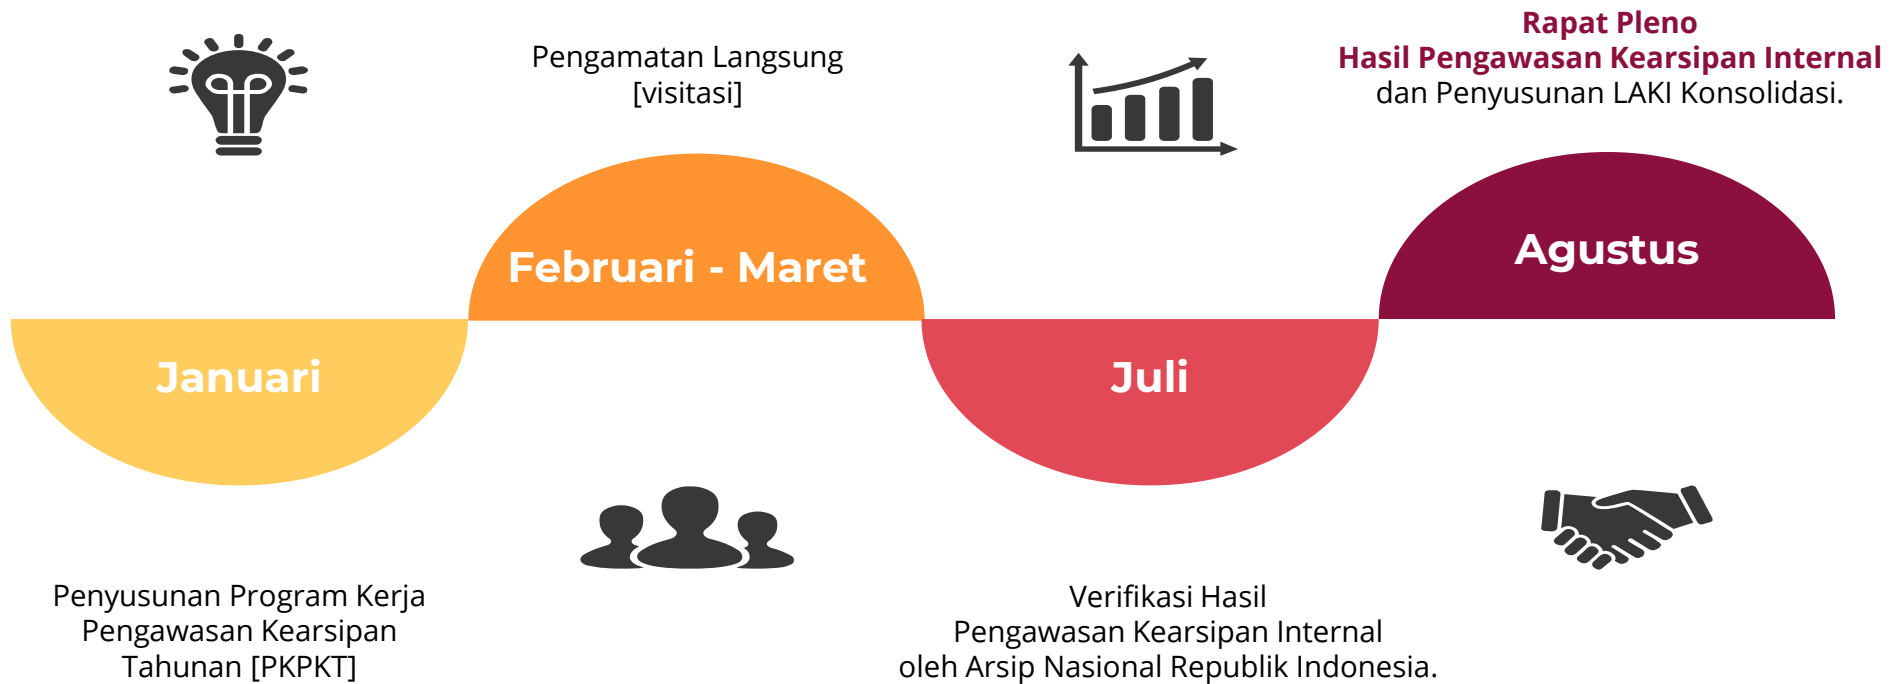 Januari
Penyusunan Program Kerja
Pengawasan Kearsipan
Tahunan [PKPKT]
Pengamatan Langsung
[visitasi]
Februari - Maret
Juli
Verifikasi Hasil
Pengawasan Kearsipan Internal
oleh Arsip Nasional Republik Indonesia.
Rapat Pleno
Hasil Pengawasan Kearsipan Internal
dan Penyusunan LAKI Konsolidasi.
Agustus